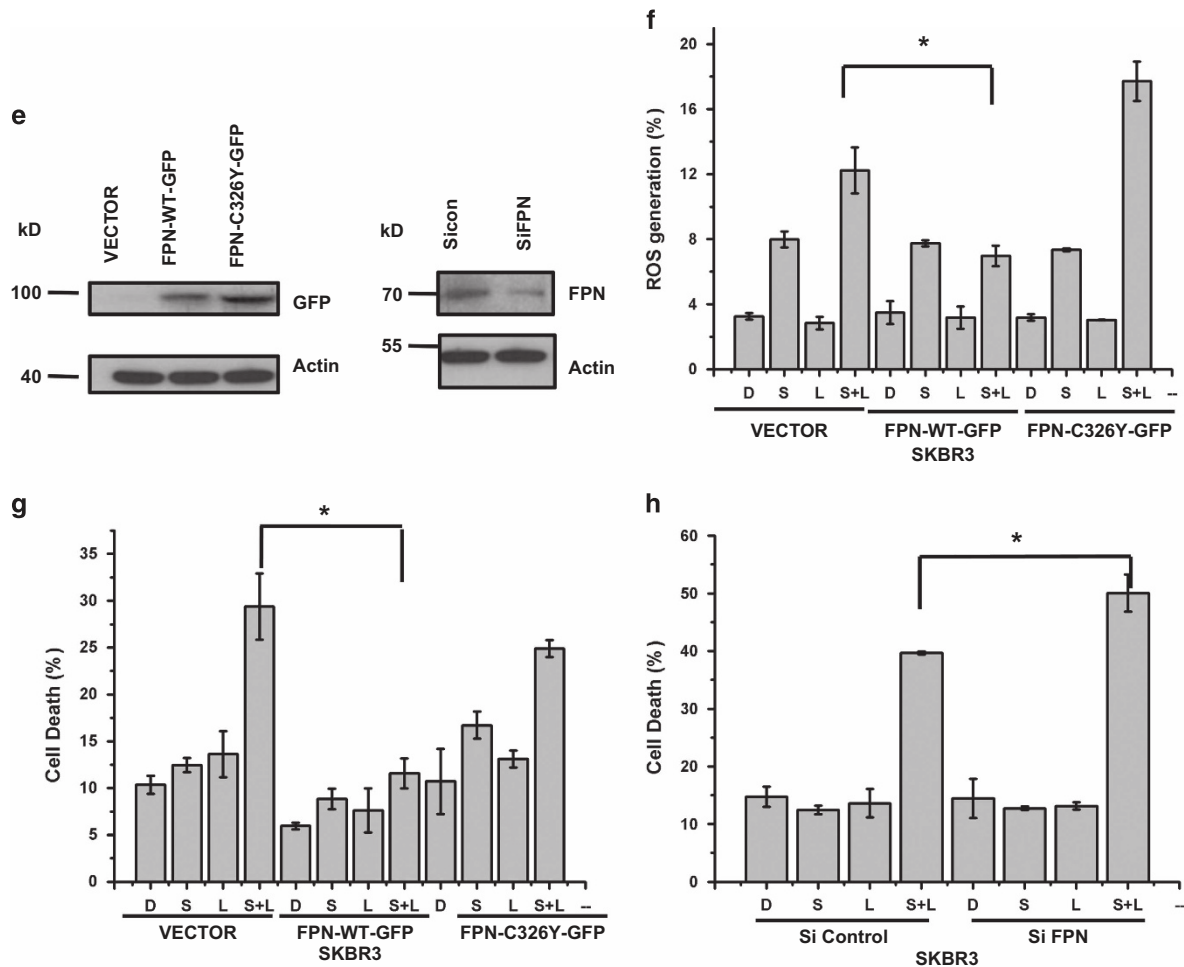 e
kD
VECTOR
FPN-WT-GFP
FPN-C326Y-GFP
100
GFP
40
Actin
kD
Sicon
SiFPN
70
FPN
55
Actin
f
ROS generation (%)
20
16
12
8
4
0
*
D S L S+L D S L S+L D S L S+L --
VECTOR FPN-WT-GFP FPN-C326Y-GFP
SKBR3
g
Cell Death (%)
35
30
25
20
15
10
5
0
*
D S L S+L D S L S+L D S L S+L --
VECTOR FPN-WT-GFP FPN-C326Y-GFP
SKBR3
h
Cell Death (%)
60
50
40
30
20
10
0
*
D S L S+L D S L S+L --
Si Control Si FPN
SKBR3